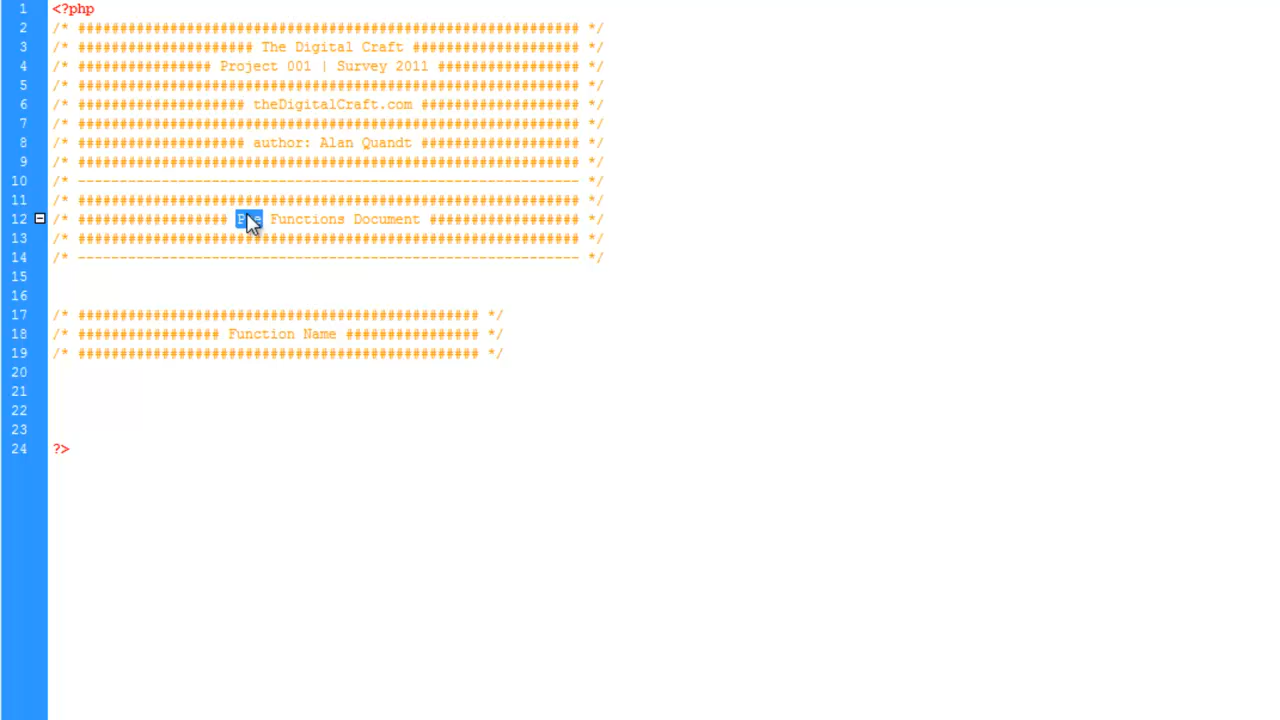 1 <?php
2 /* ############################################################ */
3 /* ##################### The Digital Craft #################### */
4 /* ################ Project 001 | Survey 2011 ################# */
5 /* ############################################################ */
6 /* #################### theDigitalCraft.com ################### */
7 /* ############################################################ */
8 /* #################### author: Alan Quandt ################### */
9 /* ############################################################ */
10 /* ------------------------------------------------------------ */
11 /* ############################################################ */
12 /* ################## Functions Document ################## */
13 /* ############################################################ */
14 /* ------------------------------------------------------------ */
15
16
17 /* ################################################ */
18 /* ################# Function Name ################ */
19 /* ################################################ */
20
21
22
23
24 ?>